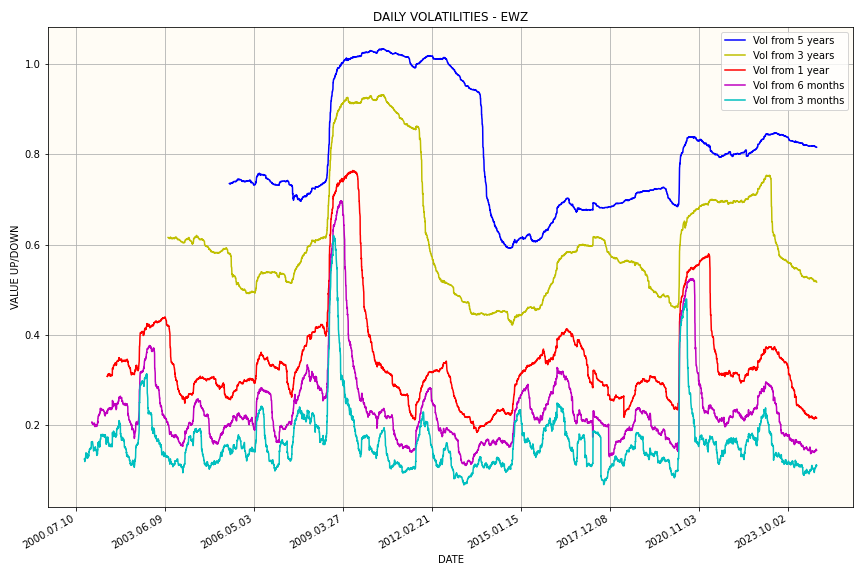 DAILY VOLATILITIES - EWZ
Vol from 5 years
Vol from 3 years
Vol from 1 year
Vol from 6 months
Vol from 3 months
VALUE UP/DOWN
1.0
0.8
0.6
0.4
0.2
2000.07.10
2003.06.09
2006.05.03
2009.03.27
2012.02.21
2015.01.15
2017.12.08
2020.11.03
2023.10.02
DATE